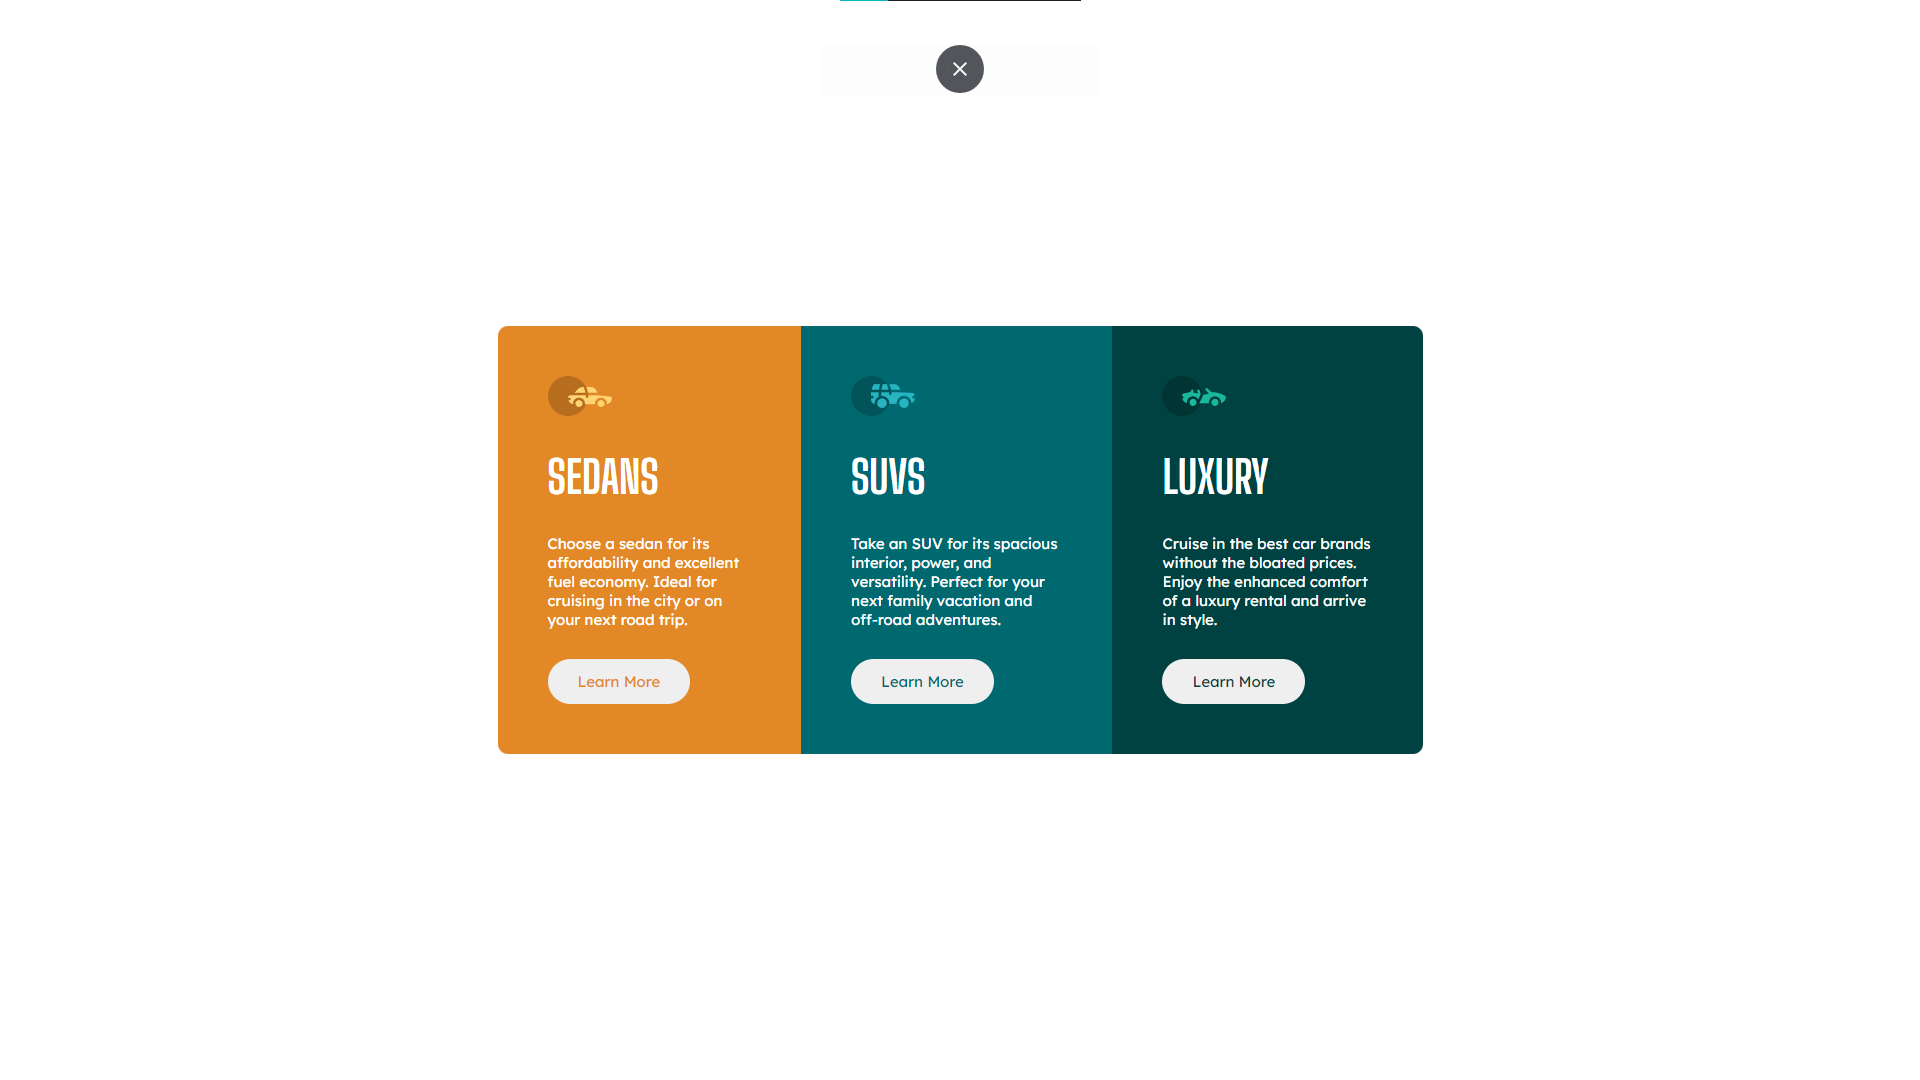 SEDANS
Choose a sedan for its
affordability and excellent
fuel economy. Ideal for
cruising in the city or on
your next road trip.
Learn More
SUVS
Take an SUV for its spacious
interior, power, and
versatility. Perfect for your
next family vacation and
off-road adventures.
Learn More
LUXURY
Cruise in the best car brands
without the bloated prices.
Enjoy the enhanced comfort
of a luxury rental and arrive
in style.
Learn More